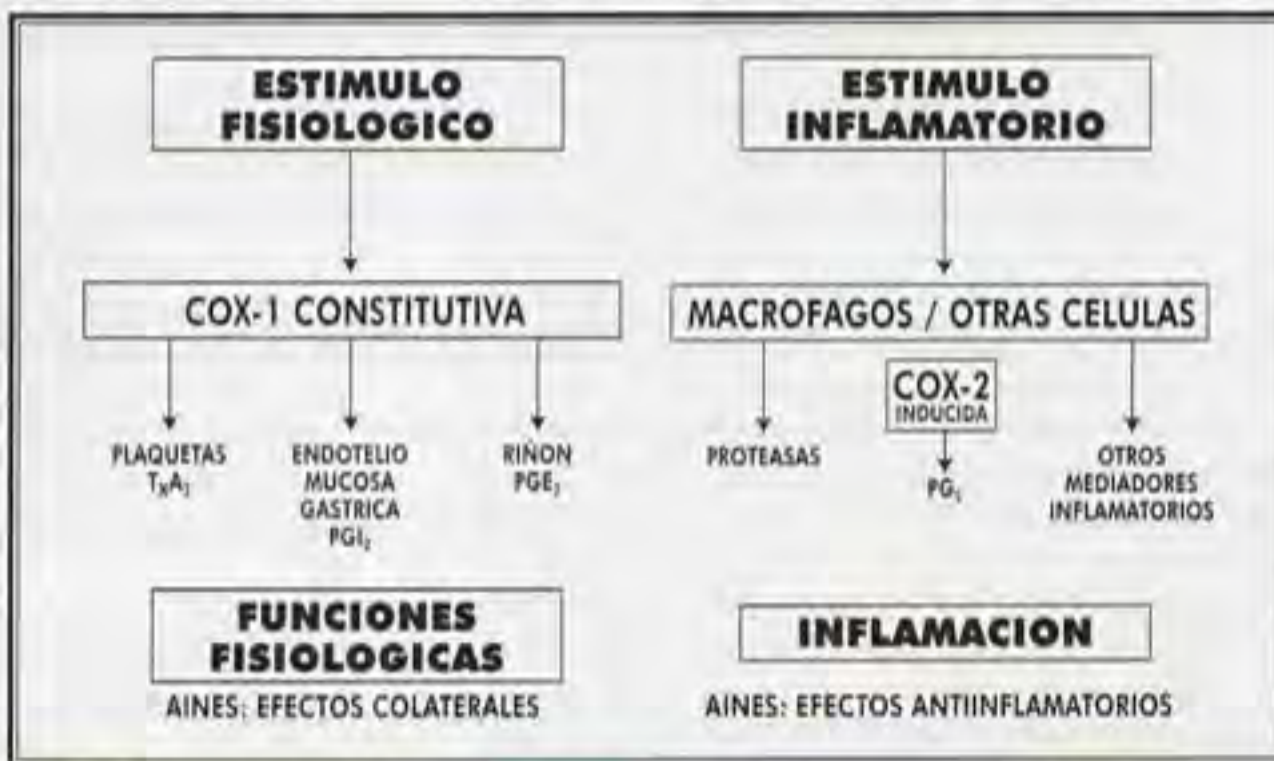 ESTIMULO
FISIOLOGICO
COX-1 CONSTITUTIVA
PLAQUETAS
TXA2
ENDOTELIO
MUCOSA
GASTRICA
PGI2
RIÑON
PGE2
FUNCIONES
FISIOLOGICAS
AINES: EFECTOS COLATERALES
ESTIMULO
INFLAMATORIO
MACROFAGOS / OTRAS CELULAS
PROTEASAS
COX-2
INDUCIDA
PGs
OTROS
MEDIADORES
INFLAMATORIOS
INFLAMACION
AINES: EFECTOS ANTIINFLAMATORIOS